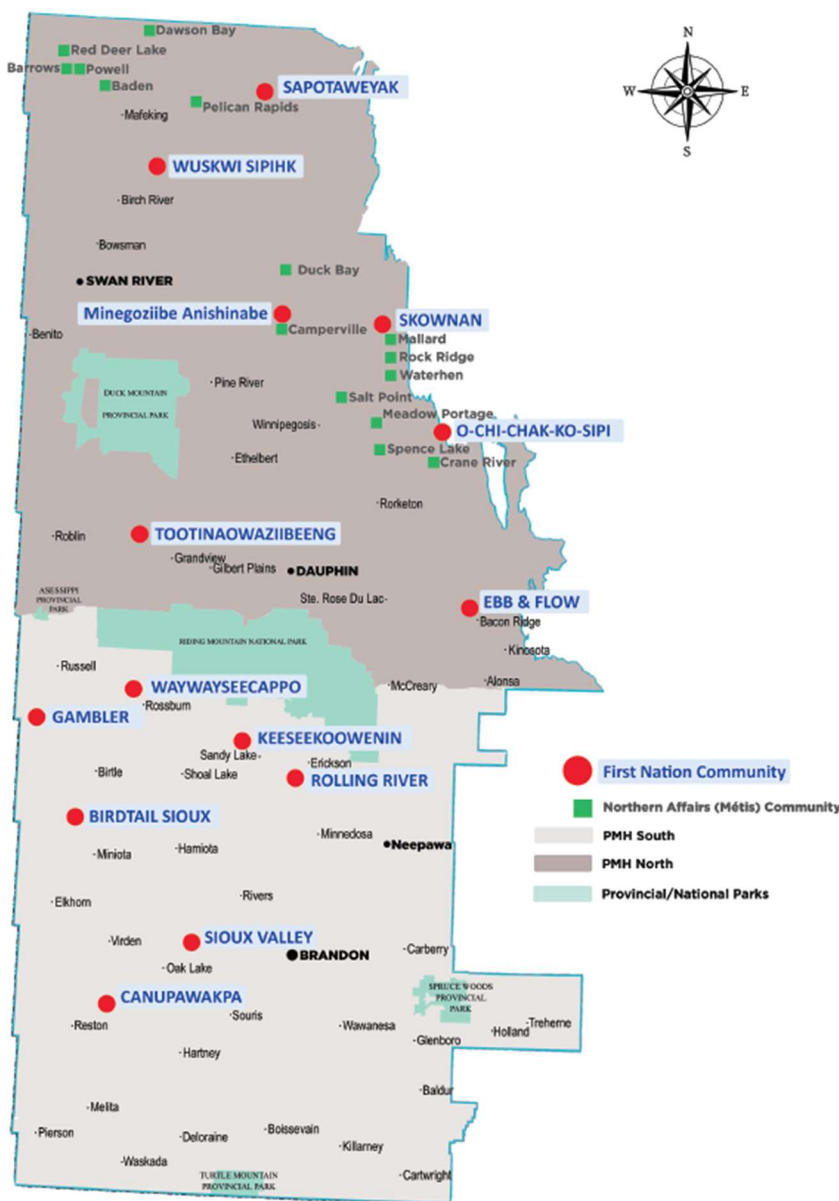 Dawson Bay
Red Deer Lake
Barrows
Powell
Baden
Pelican Rapids
SAPOTAWEYAK
Mafeking
WUSKWI SIPIHK
Birch River
Bowsman
SWAN RIVER
Duck Bay
Minegoziibe Anishinabe
Camperville
SKOWNAN
Benito
Mallard
Rock Ridge
Waterhen
DUCK MOUNTAIN
PROVINCIAL PARK
Pine River
Salt Point
Meadow Portage
Winnipegosis
O-CHI-CHAK-KO-SIPI
Ethelbert
Spence Lake
Crane River
Rorketon
Roblin
TOOTINAOWAZIIBEENG
Grandview
Gilbert Plains
DAUPHIN
ASESSIPPI
PROVINCIAL
PARK
Ste. Rose Du Lac
EBB & FLOW
Bacon Ridge
RIDING MOUNTAIN NATIONAL PARK
Kinosota
Russell
WAYWAYSEECAPPO
McCreary
Alonsa
Rossburn
GAMBLER
KEESEEKOOWENIN
Sandy Lake
Erickson
Birtle
Shoal Lake
ROLLING RIVER
BIRDTAIL SIOUX
Minnedosa
Neepawa
Miniota
Hamiota
Elkhorn
Rivers
Virden
SIOUX VALLEY
BRANDON
Carberry
Oak Lake
CANUPAWAKPA
SPRUCE WOODS
PROVINCIAL
PARK
Reston
Souris
Wawanesa
Glenboro
Holland
Treherne
Hartney
Baldur
Melita
Pierson
Deloraine
Boissevain
Killarney
Waskada
TURTLE MOUNTAIN
PROVINCIAL PARK
Cartwright
N
W
E
S
First Nation Community
Northern Affairs (Métis) Community
PMH South
PMH North
Provincial/National Parks